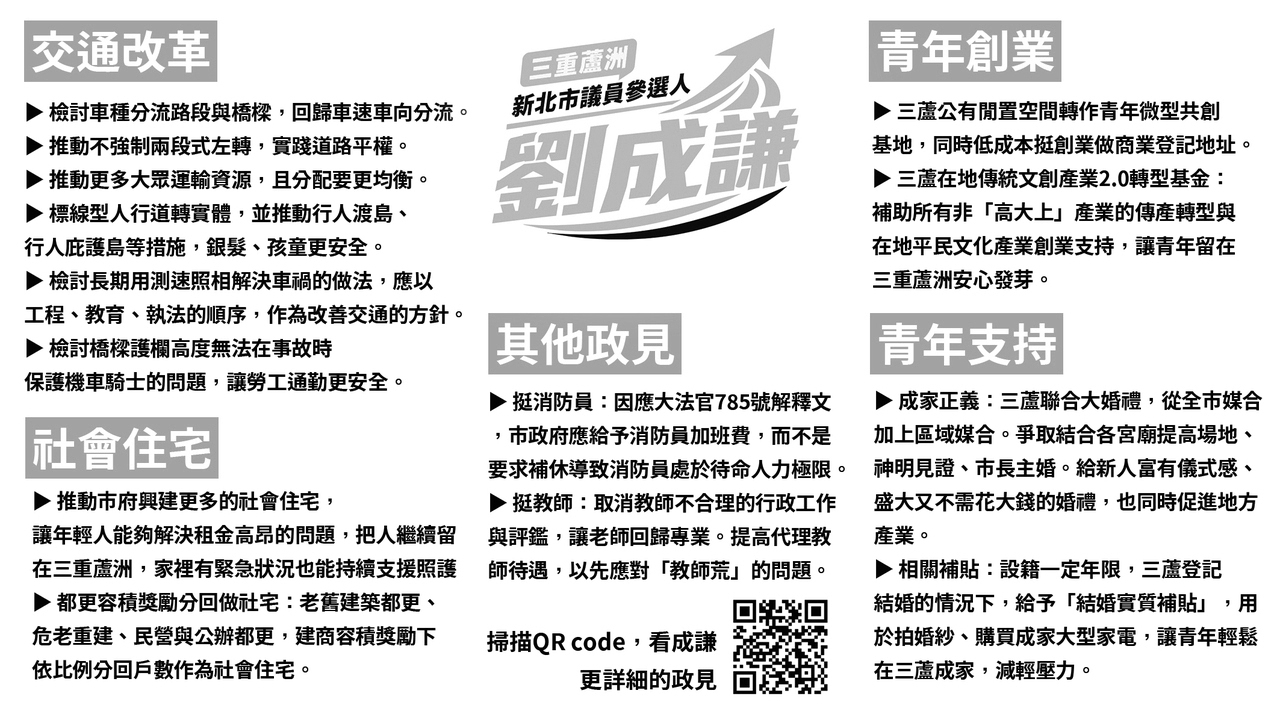 交通改革
▶ 檢討車種分流路段與橋樑，回歸車速車向分流。
▶ 推動不強制兩段式左轉，實踐道路平權。
▶ 推動更多大眾運輸資源，且分配要更均衡。
▶ 標線型人行道轉實體，並推動行人渡島、
行人庇護島等措施，銀髮、孩童更安全。
▶ 檢討長期用測速照相解決車禍的做法，應以
工程、教育、執法的順序，作為改善交通的方針。
▶ 檢討橋樑護欄高度無法在事故時
保護機車騎士的問題，讓勞工通勤更安全。
社會住宅
▶ 推動市府興建更多的社會住宅，
讓年輕人能夠解決租金高昂的問題，把人繼續留
在三重蘆洲，家裡有緊急狀況也能持續支援照護
▶ 都更容積獎勵分回做社宅：老舊建築都更、
危老重建、民營與公辦都更，建商容積獎勵下
依比例分回戶數作為社會住宅。
三重蘆洲
新北市議員參選人
劉成謙
其他政見
▶ 挺消防員：因應大法官785號解釋文
，市政府應給予消防員加班費，而不是
要求補休導致消防員處於待命人力極限。
▶ 挺教師：取消教師不合理的行政工作
與評鑑，讓老師回歸專業。提高代理教
師待遇，以先應對「教師荒」的問題。
掃描QR code，看成謙
更詳細的政見
青年創業
▶ 三蘆公有閒置空間轉作青年微型共創
基地，同時低成本挺創業做商業登記地址。
▶ 三蘆在地傳統文創產業2.0轉型基金：
補助所有非「高大上」產業的傳產轉型與
在地平民文化產業創業支持，讓青年留在
三重蘆洲安心發芽。
青年支持
▶ 成家正義：三蘆聯合大婚禮，從全市媒合
加上區域媒合。爭取結合各宮廟提高場地、
神明見證、市長主婚。給新人富有儀式感、
盛大又不需花大錢的婚禮，也同時促進地方
產業。
▶ 相關補貼：設籍一定年限，三蘆登記
結婚的情況下，給予「結婚實質補貼」，用
於拍婚紗、購買成家大型家電，讓青年輕鬆
在三蘆成家，減輕壓力。